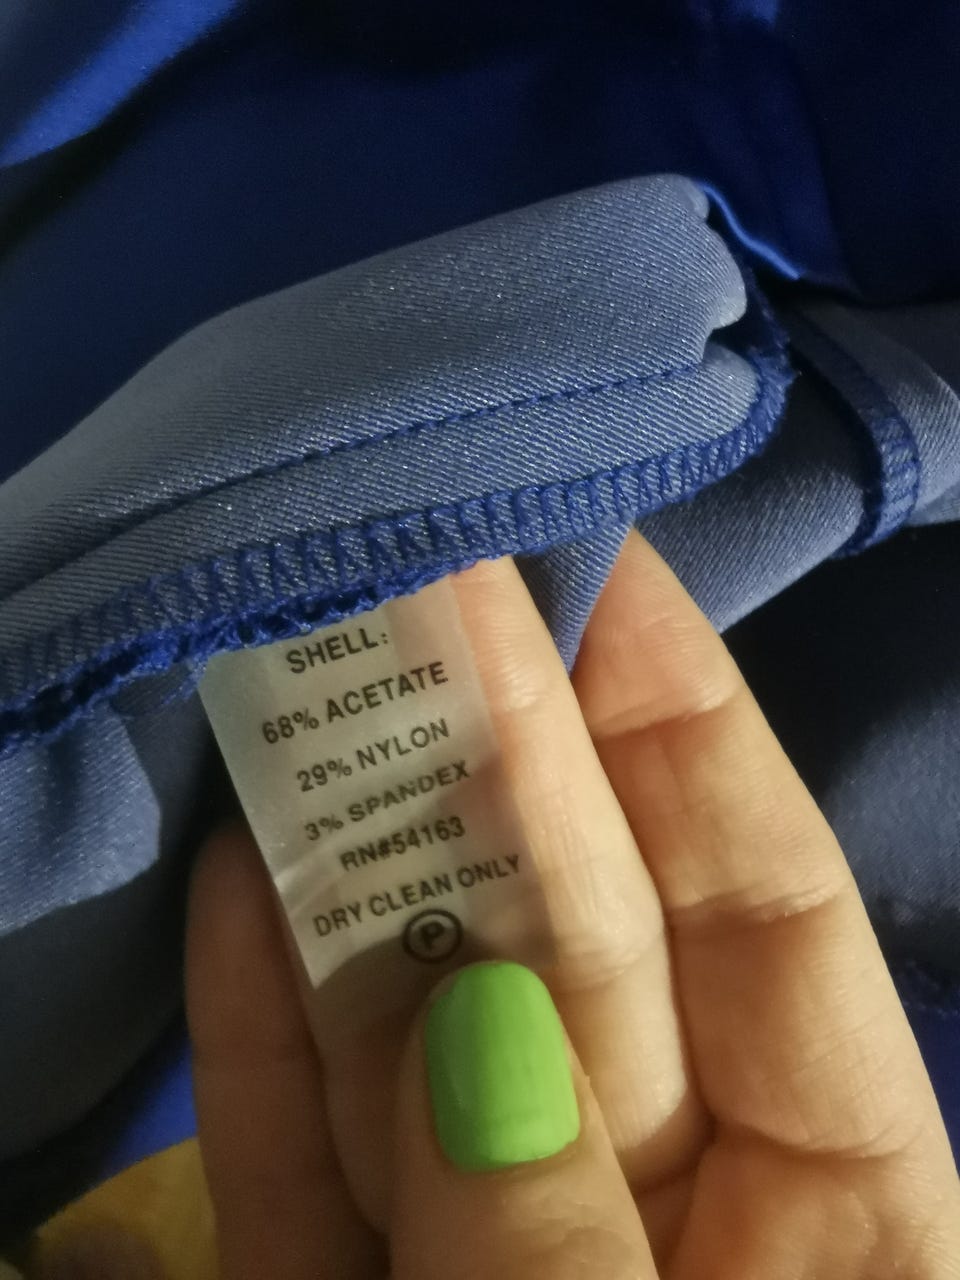 SHELL:
68% ACETATE
29% NYLON
3% SPANDEX
RN#54163
DRY CLEAN ONLY
P